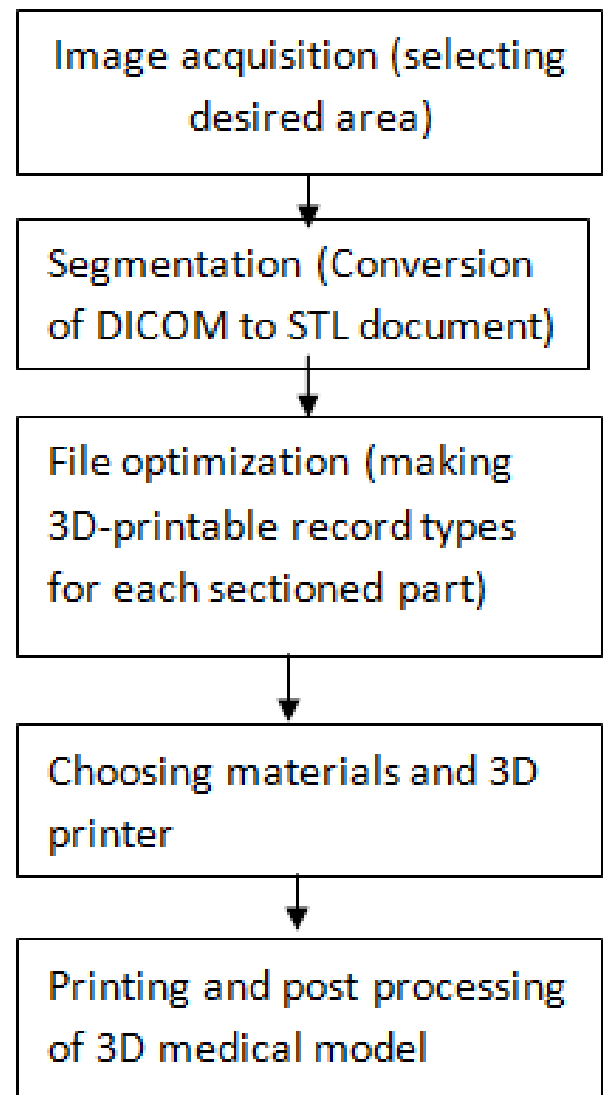 Image acquisition (selecting
desired area)
Segmentation (Conversion
of DICOM to STL document)
File optimization (making
3D-printable record types
for each sectioned part)
Choosing materials and 3D
printer
Printing and post processing
of 3D medical model